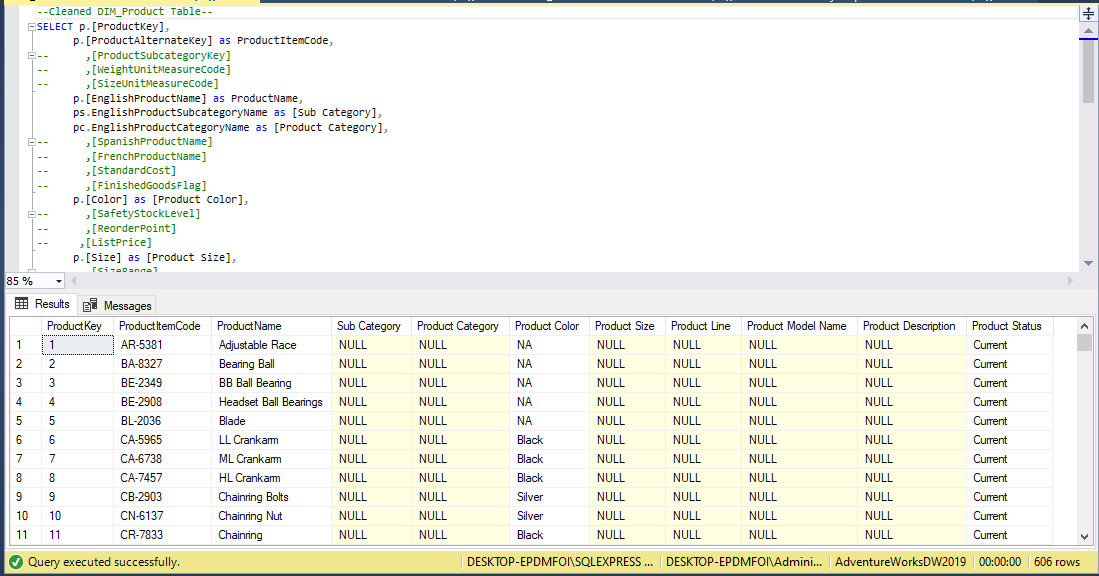 --Cleaned DIM_Product Table--
SELECT p.[ProductKey],
p.[ProductAlternateKey] as ProductItemCode,
-- ,[ProductSubcategoryKey]
-- ,[WeightUnitMeasureCode]
-- ,[SizeUnitMeasureCode]
p.[EnglishProductName] as ProductName,
ps.EnglishProductSubcategoryName as [Sub Category],
pc.EnglishProductCategoryName as [Product Category],
-- ,[SpanishProductName]
-- ,[FrenchProductName]
-- ,[StandardCost]
-- ,[FinishedGoodsFlag]
p.[Color] as [Product Color],
-- ,[SafetyStockLevel]
-- ,[ReorderPoint]
-- ,[ListPrice]
p.[Size] as [Product Size],
-- ,[SizeRange]
85 %
Results Messages
ProductKey ProductItemCode ProductName Sub Category Product Category Product Color Product Size Product Line Product Model Name Product Description Product Status
1 1 AR-5381 Adjustable Race NULL NULL NA NULL NULL NULL NULL Current
2 2 BA-8327 Bearing Ball NULL NULL NA NULL NULL NULL NULL Current
3 3 BE-2349 BB Ball Bearing NULL NULL NA NULL NULL NULL NULL Current
4 4 BE-2908 Headset Ball Bearings NULL NULL NA NULL NULL NULL NULL Current
5 5 BL-2036 Blade NULL NULL NA NULL NULL NULL NULL Current
6 6 CA-5965 LL Crankarm NULL NULL Black NULL NULL NULL NULL Current
7 7 CA-6738 ML Crankarm NULL NULL Black NULL NULL NULL NULL Current
8 8 CA-7457 HL Crankarm NULL NULL Black NULL NULL NULL NULL Current
9 9 CB-2903 Chainring Bolts NULL NULL Silver NULL NULL NULL NULL Current
10 10 CN-6137 Chainring Nut NULL NULL Silver NULL NULL NULL NULL Current
11 11 CR-7833 Chainring NULL NULL Black NULL NULL NULL NULL Current
Query executed successfully. DESKTOP-EPDMFOI\SQLEXPRESS ... DESKTOP-EPDMFOI\Admini... AdventureWorksDW2019 00:00:00 606 rows